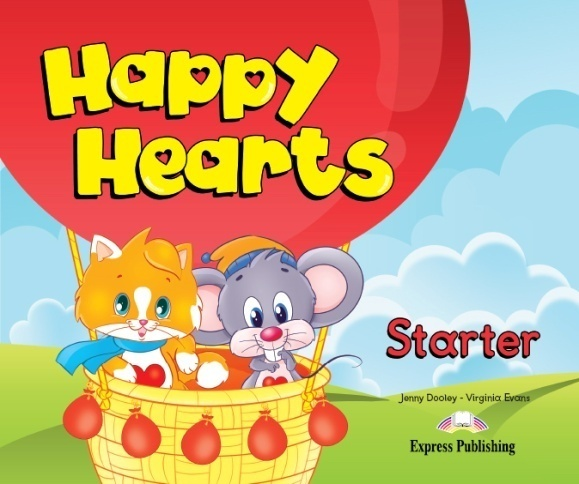 Happy
Hearts
Starter
Jenny Dooley - Virginia Evans
Express Publishing